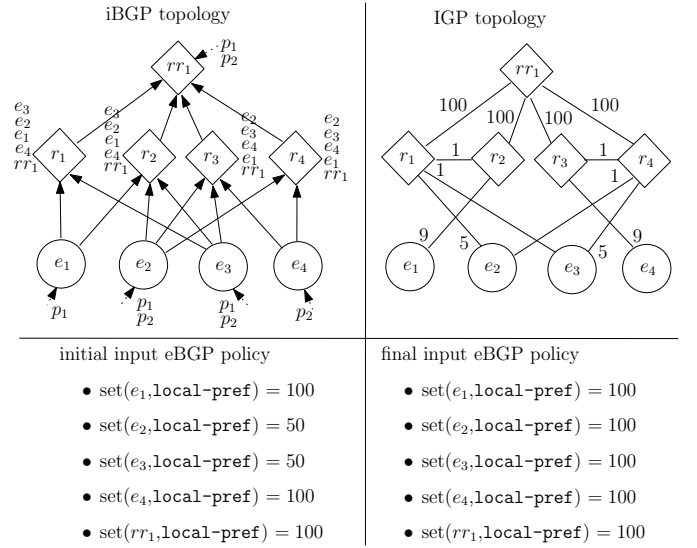 iBGP topology
IGP topology
p1
p2
rr1
rr1
100
100
100
100
e3
e2
e1
e4
rr1
r1
e3
e2
e1
e4
rr1
r2
r3
e2
e3
e4
e1
rr1
r4
e2
e3
e4
e1
rr1
r1
1
r2
r3
1
r4
1
1
9
5
5
9
e1
e2
e3
e4
e1
e2
e3
e4
p1
p1
p2
p1
p2
p2
initial input eBGP policy
• set(e1,local-pref) = 100
• set(e2,local-pref) = 50
• set(e3,local-pref) = 50
• set(e4,local-pref) = 100
• set(rr1,local-pref) = 100
final input eBGP policy
• set(e1,local-pref) = 100
• set(e2,local-pref) = 100
• set(e3,local-pref) = 100
• set(e4,local-pref) = 100
• set(rr1,local-pref) = 100